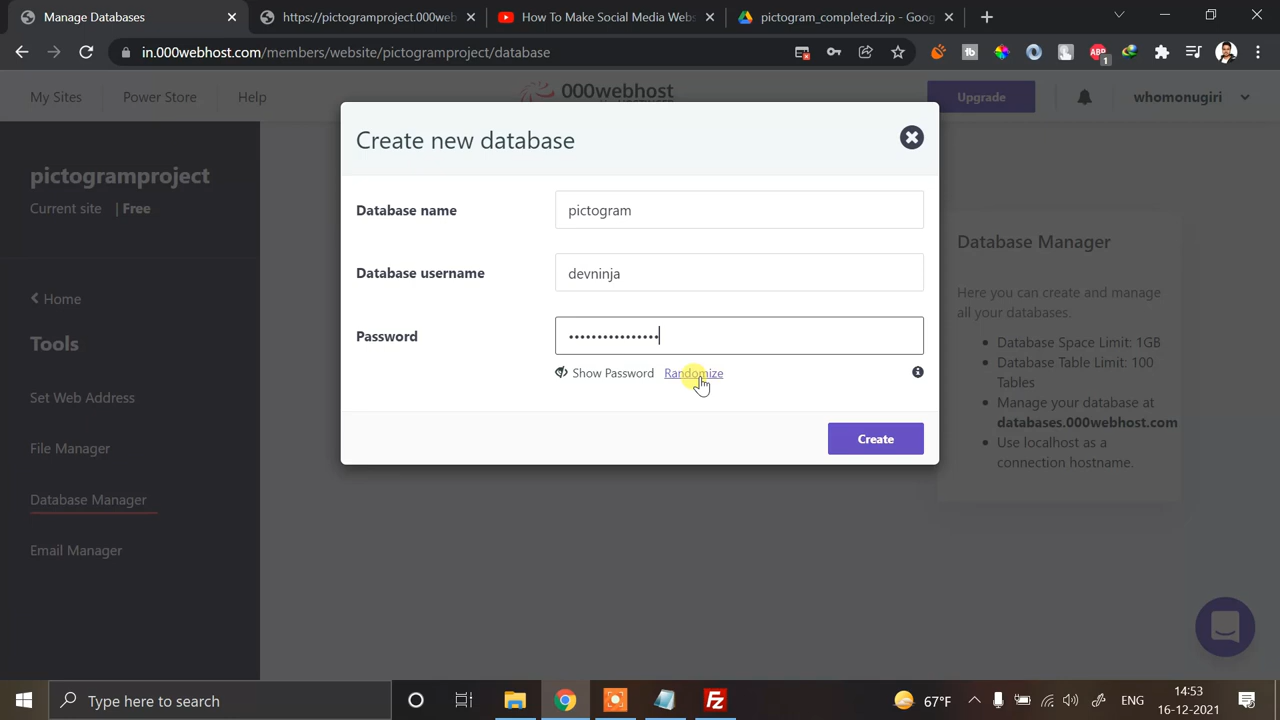 Manage Databases
https://pictogramproject.000web
How To Make Social Media Webs
pictogram_completed.zip - Goog
in.000webhost.com/members/website/pictogramproject/database
My Sites
Power Store
Help
000webhost
Upgrade
whomonugiri
pictogramproject
Current site | Free
Home
Tools
Set Web Address
File Manager
Database Manager
Email Manager
Create new database
Database name
pictogram
Database username
devninja
Password
••••••••••••••••
Show Password
Randomize
Create
Database Manager
Here you can create and manage
all your databases.
• Database Space Limit: 1GB
• Database Table Limit: 100
Tables
• Manage your database at
databases.000webhost.com
• Use localhost as a
connection hostname.
Type here to search
67°F
ENG
14:53
16-12-2021